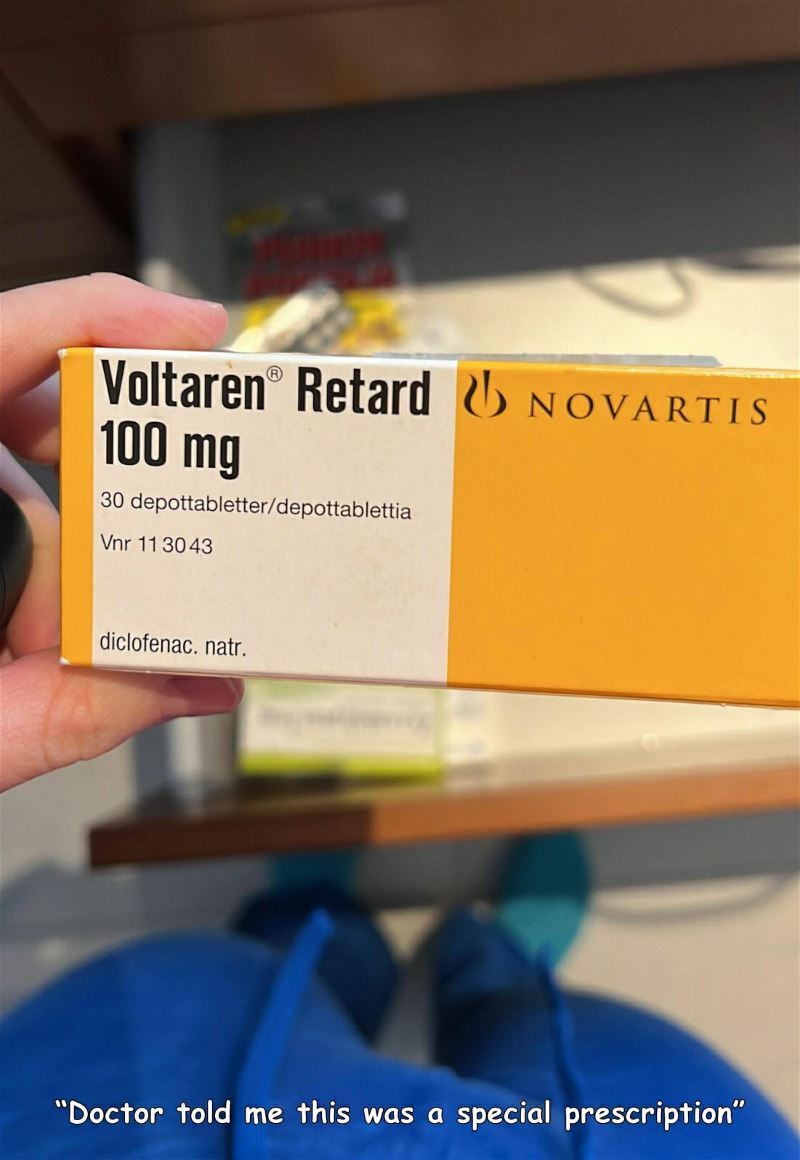 Voltaren® Retard
100 mg
30 depottabletter/depottablettia
Vnr 11 30 43
diclofenac. natr.
NOVARTIS
“Doctor told me this was a special prescription”